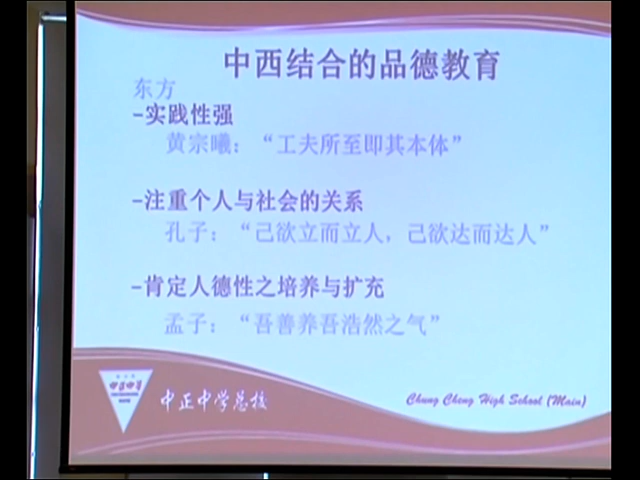 中西结合的品德教育
东方
-实践性强
黄宗曦：“工夫所至即其本体”
-注重个人与社会的关系
孔子：“己欲立而立人，己欲达而达人”
-肯定人德性之培养与扩充
孟子：“吾善养吾浩然之气”
中正中学总校
Chung Cheng High School (Main)